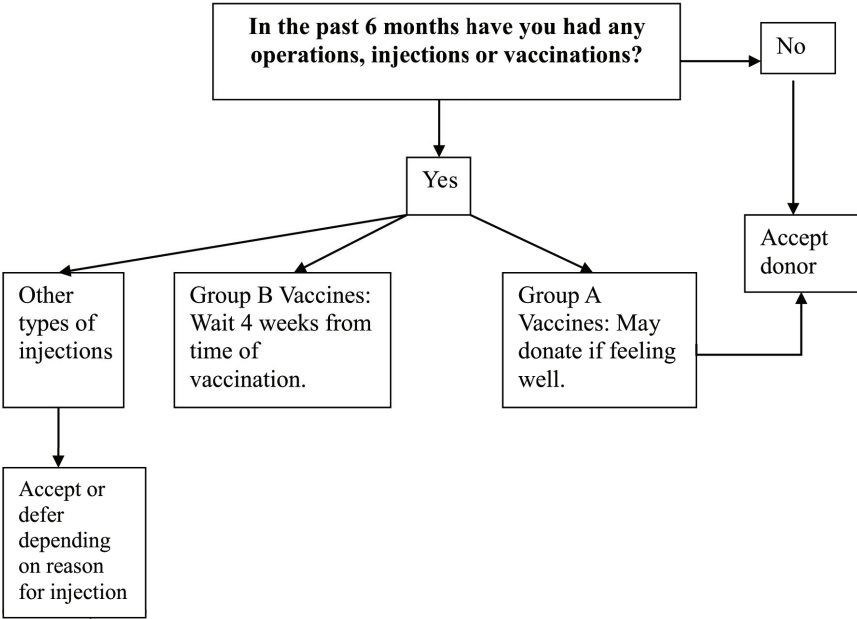 In the past 6 months have you had any
operations, injections or vaccinations?
No
Yes
Accept
donor
Other
types of
injections
Group B Vaccines:
Wait 4 weeks from
time of
vaccination.
Group A
Vaccines: May
donate if feeling
well.
Accept or
defer
depending
on reason
for injection